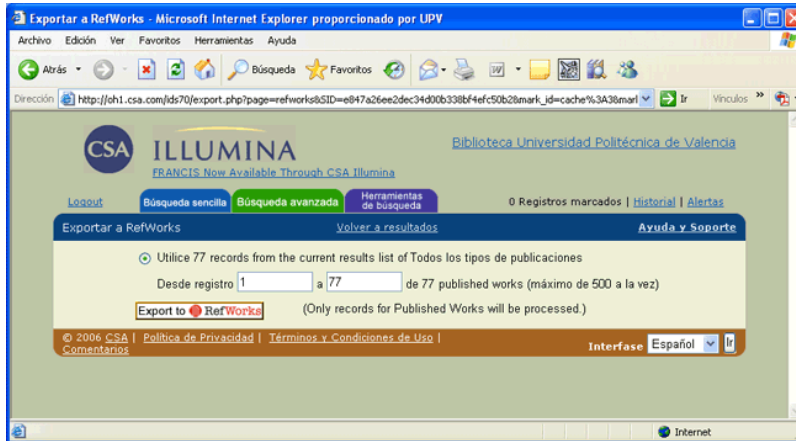 Exportar a RefWorks - Microsoft Internet Explorer proporcionado por UPV
Archivo Edición Ver Favoritos Herramientas Ayuda
Atrás Búsqueda Favoritos
Dirección http://oh1.csa.com/ids70/export.php?page=refworks&SID=e847a26ee2dec34d00b338bf4efc50b2&mark_id=cache%3A38marl Ir Vínculos »
CSA ILLUMINA
Biblioteca Universidad Politécnica de Valencia
FRANCIS Now Available Through CSA Illumina
Logout Búsqueda sencilla Búsqueda avanzada Herramientas de búsqueda 0 Registros marcados | Historial | Alertas
Exportar a RefWorks Volver a resultados Ayuda y Soporte
Utilice 77 records from the current results list of Todos los tipos de publicaciones
Desde registro 1 a 77 de 77 published works (máximo de 500 a la vez)
Export to RefWorks (Only records for Published Works will be processed.)
© 2006 CSA | Política de Privacidad | Términos y Condiciones de Uso |
Comentarios
Interfase Español Ir
Internet